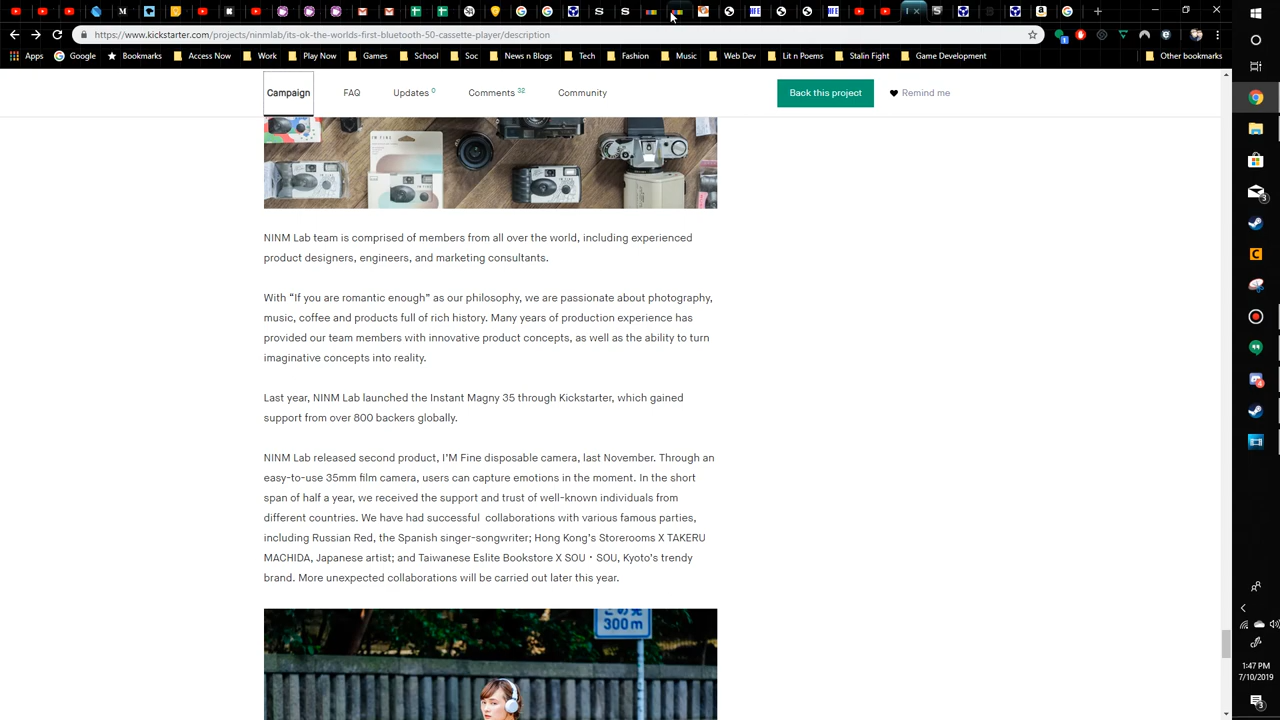 https://www.kickstarter.com/projects/ninmlab/its-ok-the-worlds-first-bluetooth-50-cassette-player/description
Apps Google Bookmarks Access Now Work Play Now Games School Soc News n Blogs Tech Fashion Music Web Dev Lit n Poems Stalin Fight Game Development Other bookmarks
Campaign FAQ Updates 0 Comments 32 Community Back this project Remind me
NINM Lab team is comprised of members from all over the world, including experienced
product designers, engineers, and marketing consultants.
With “If you are romantic enough” as our philosophy, we are passionate about photography,
music, coffee and products full of rich history. Many years of production experience has
provided our team members with innovative product concepts, as well as the ability to turn
imaginative concepts into reality.
Last year, NINM Lab launched the Instant Magny 35 through Kickstarter, which gained
support from over 800 backers globally.
NINM Lab released second product, I’M Fine disposable camera, last November. Through an
easy-to-use 35mm film camera, users can capture emotions in the moment. In the short
span of half a year, we received the support and trust of well-known individuals from
different countries. We have had successful collaborations with various famous parties,
including Russian Red, the Spanish singer-songwriter; Hong Kong’s Storerooms X TAKERU
MACHIDA, Japanese artist; and Taiwanese Eslite Bookstore X SOU・SOU, Kyoto’s trendy
brand. More unexpected collaborations will be carried out later this year.
300m
1:47 PM
7/10/2019